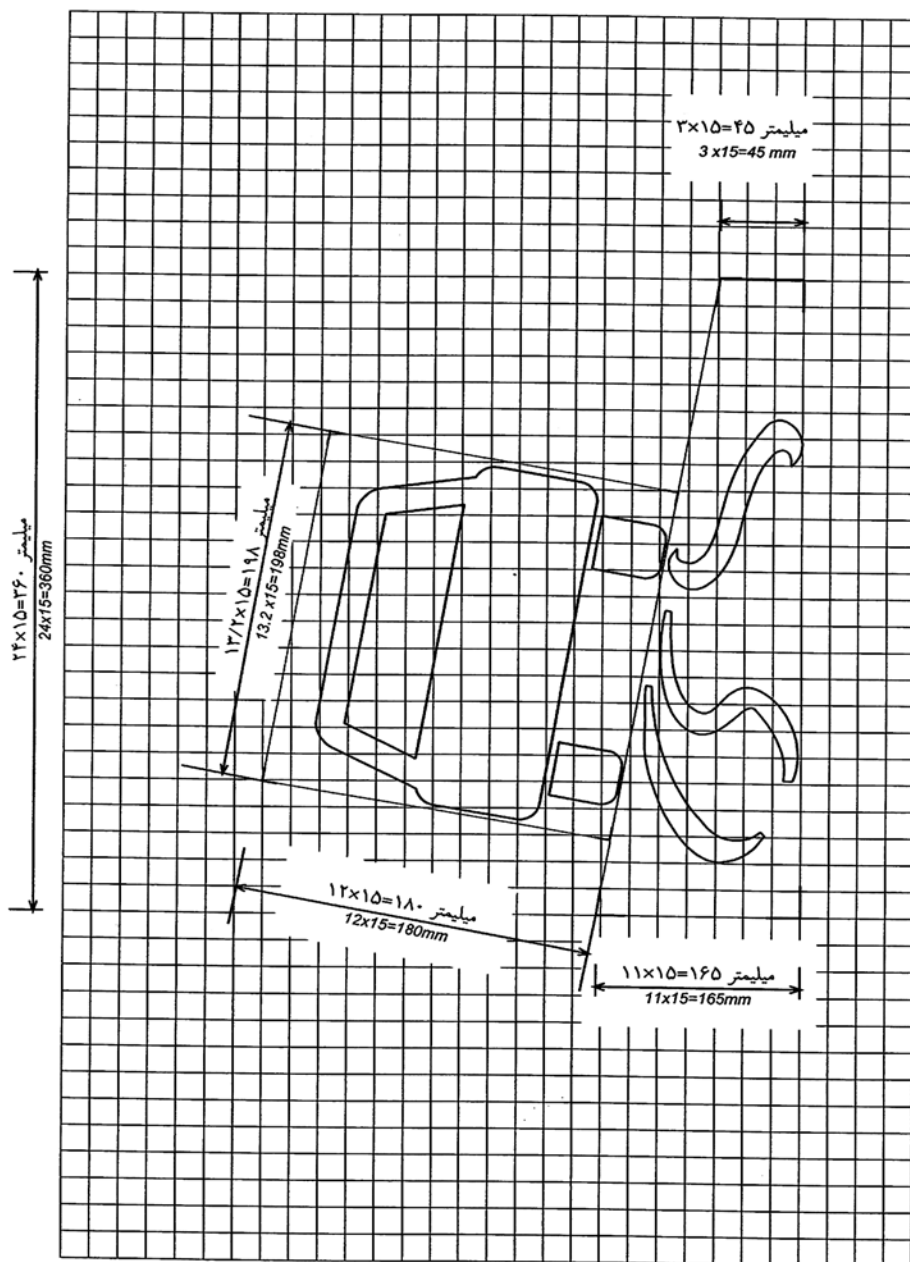 ۳×۱۵=۴۵ میلیمتر
3 x15=45 mm
۲۴×۱۵=۳۶۰ میلیمتر
24x15=360mm
۱۳/۲×۱۵=۱۹۸ میلیمتر
13.2 x15=198mm
۱۲×۱۵=۱۸۰ میلیمتر
12x15=180mm
۱۱×۱۵=۱۶۵ میلیمتر
11x15=165mm